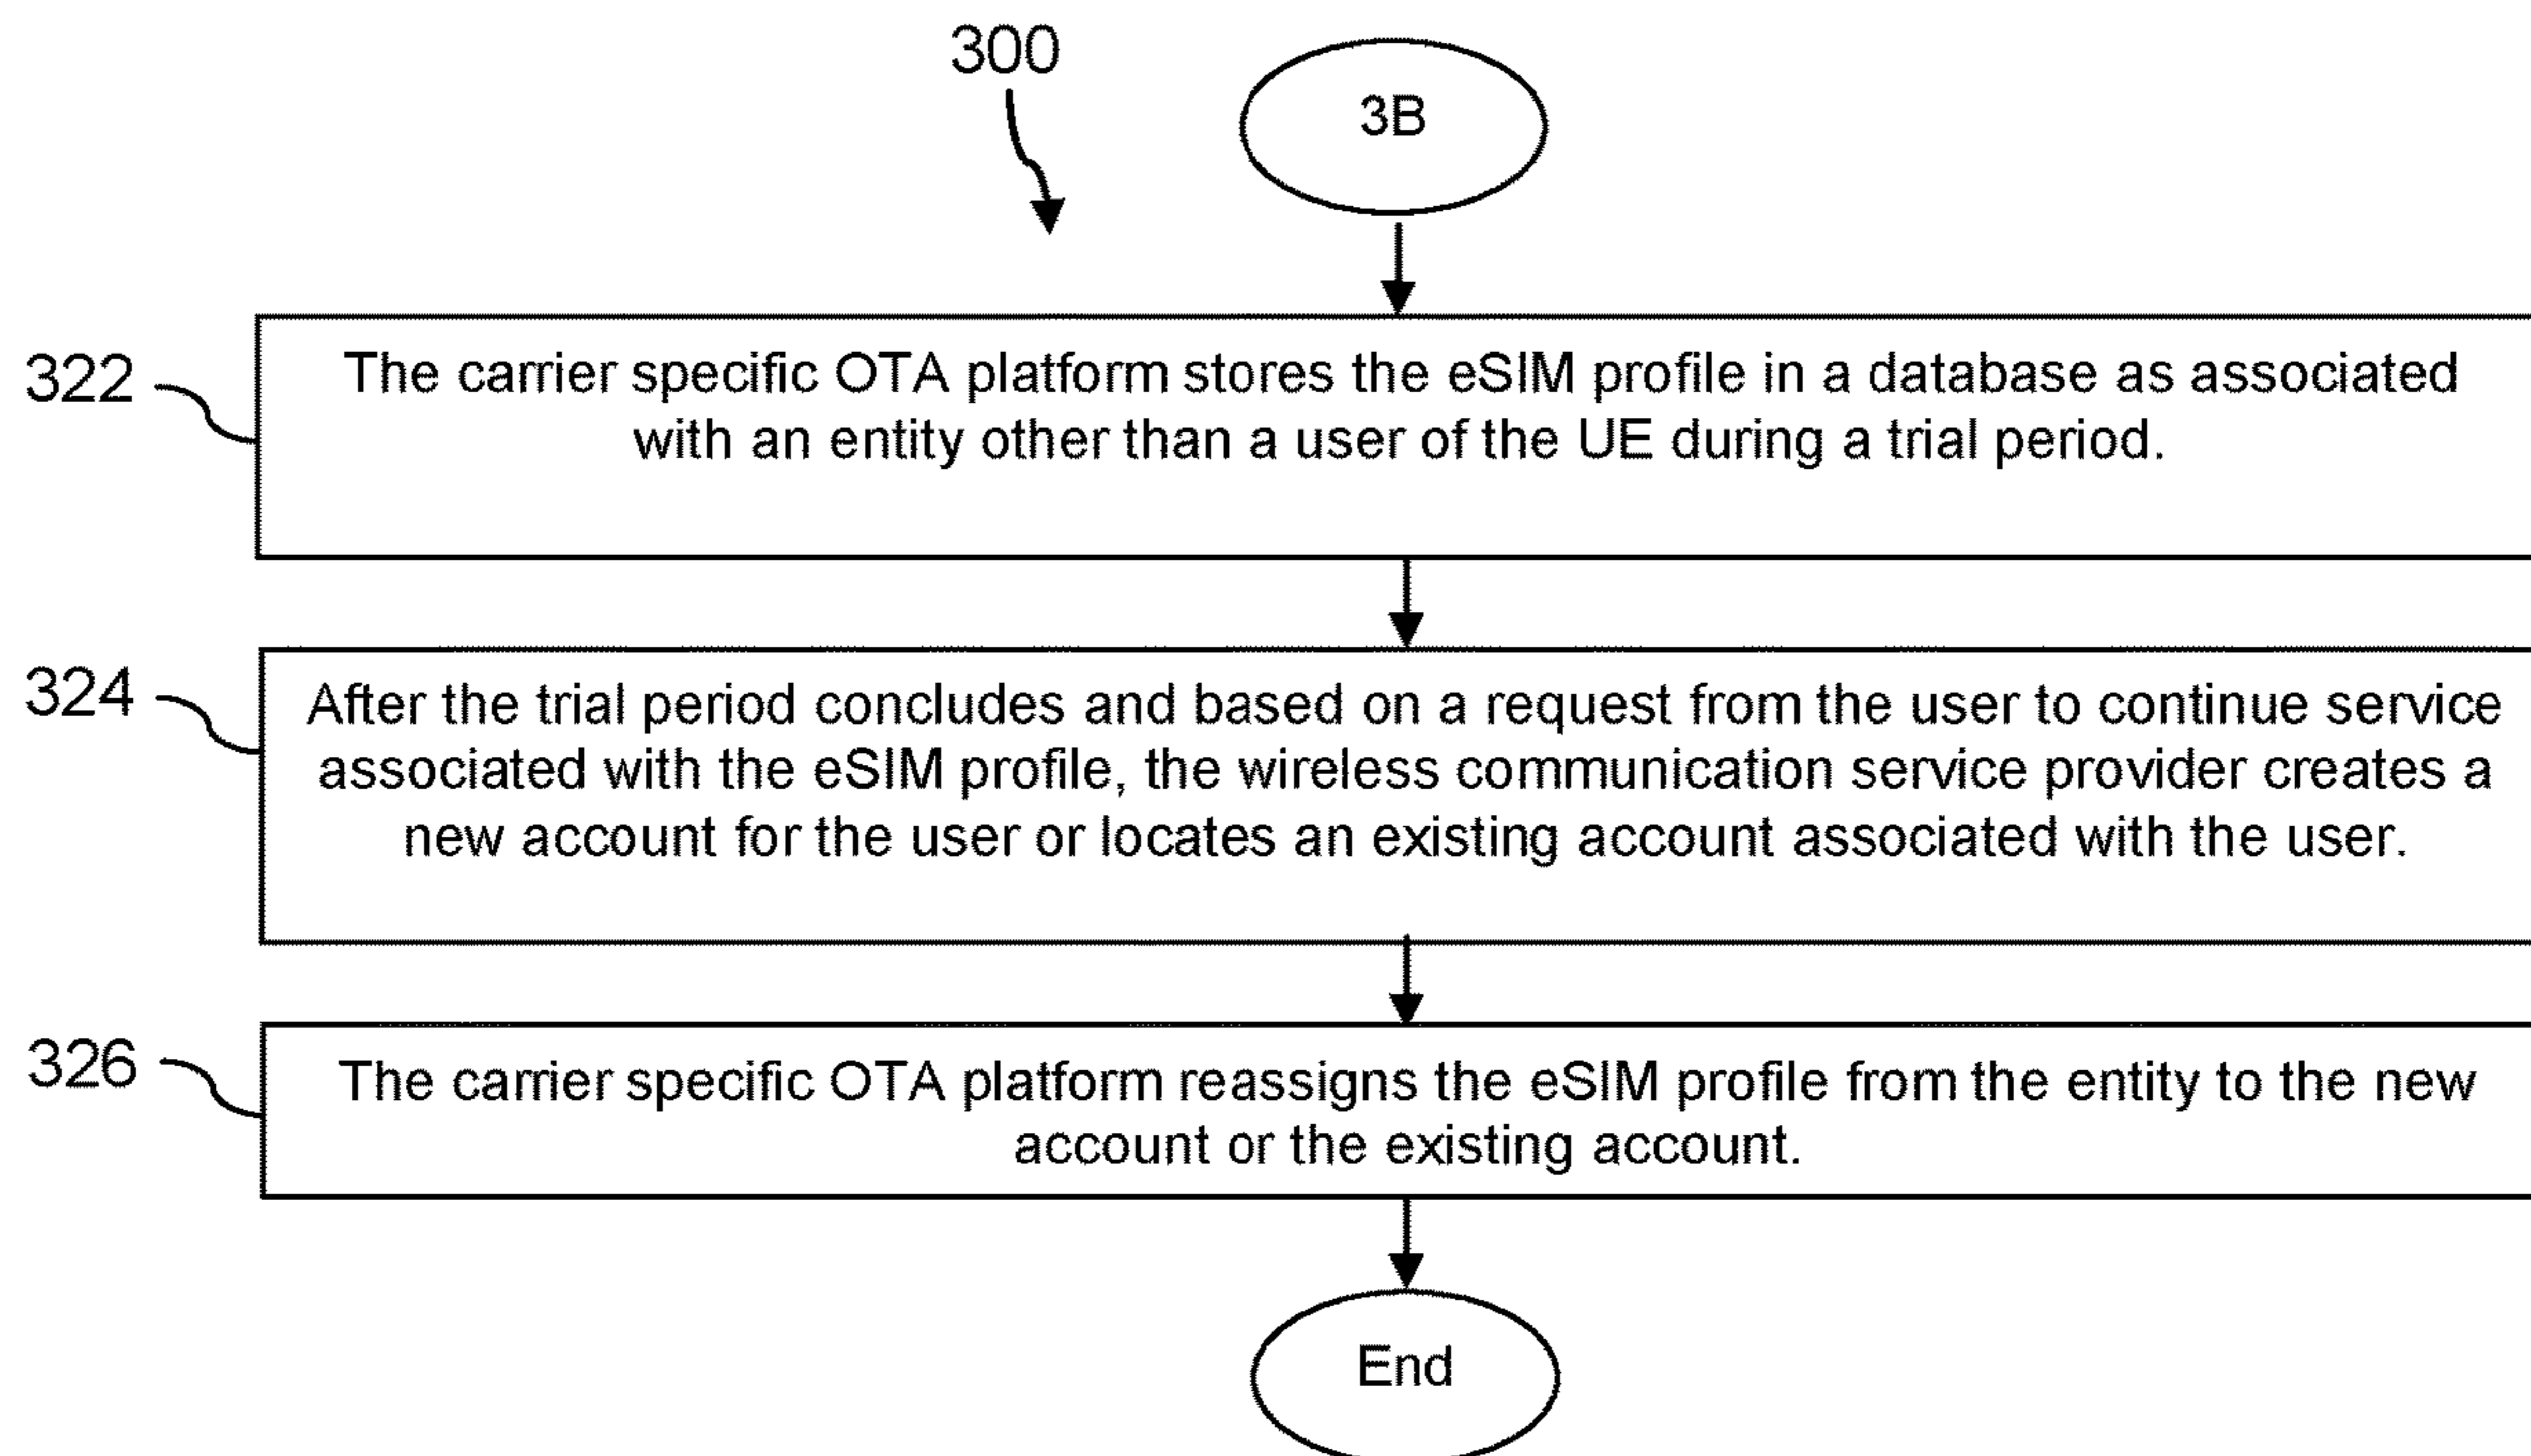 300
3B
322
The carrier specific OTA platform stores the eSIM profile in a database as associated
with an entity other than a user of the UE during a trial period.
324
After the trial period concludes and based on a request from the user to continue service
associated with the eSIM profile, the wireless communication service provider creates a
new account for the user or locates an existing account associated with the user.
326
The carrier specific OTA platform reassigns the eSIM profile from the entity to the new
account or the existing account.
End